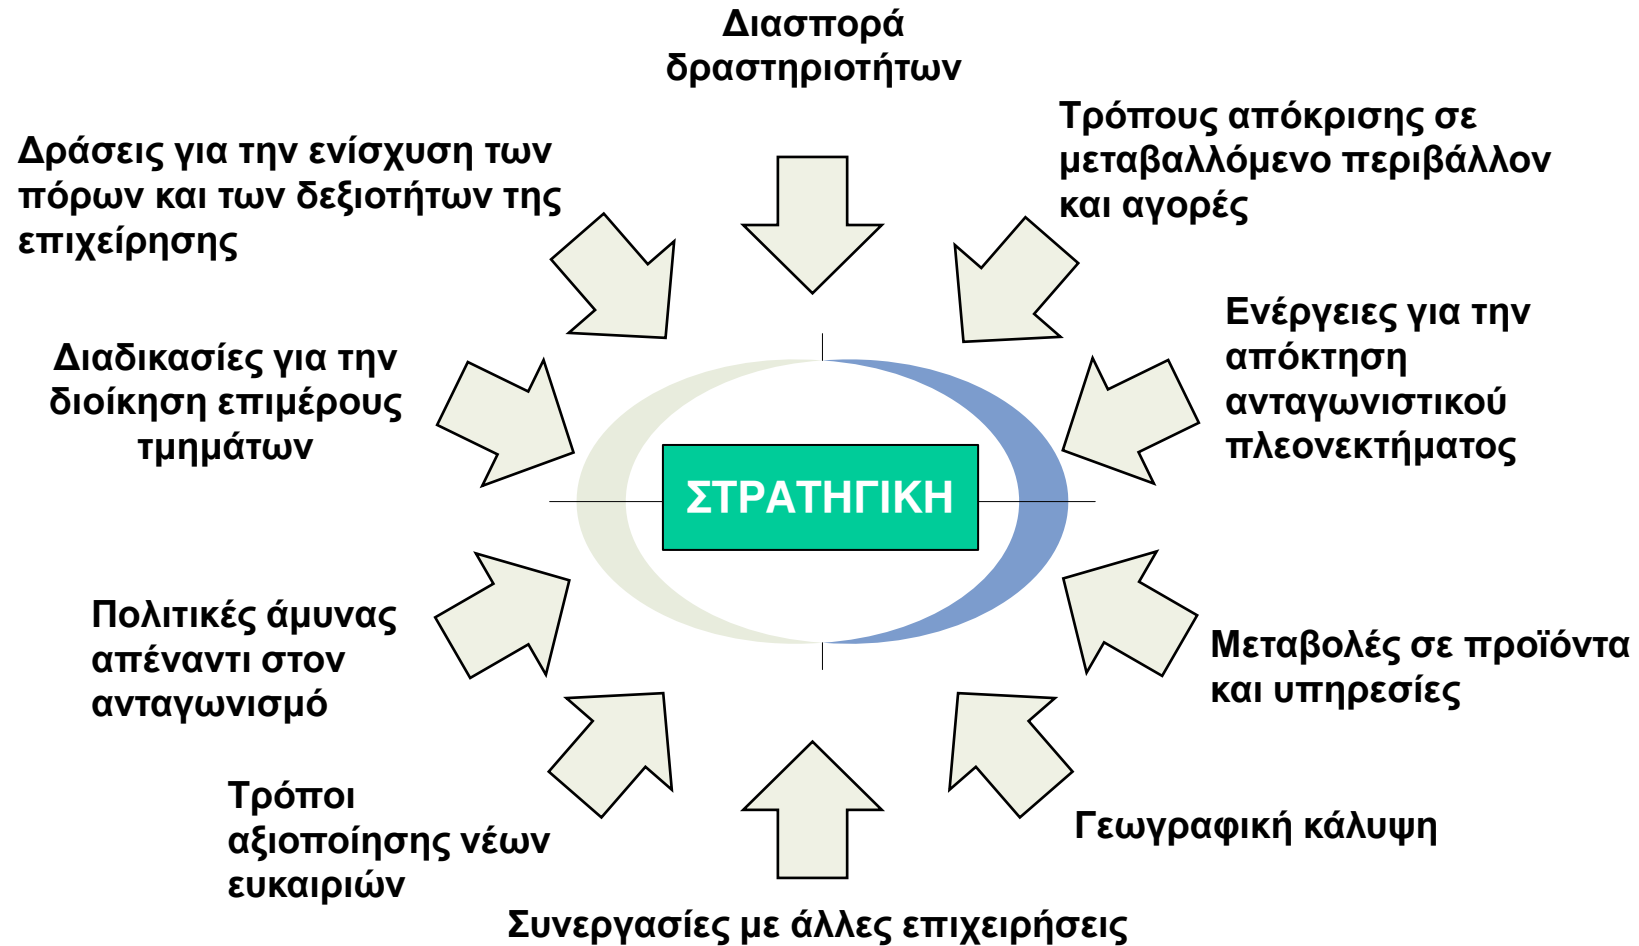 Διασπορά
δραστηριοτήτων
Τρόπους απόκρισης σε
μεταβαλλόμενο περιβάλλον
και αγορές
Δράσεις για την ενίσχυση των
πόρων και των δεξιοτήτων της
επιχείρησης
Ενέργειες για την
απόκτηση
ανταγωνιστικού
πλεονεκτήματος
Διαδικασίες για την
διοίκηση επιμέρους
τμημάτων
ΣΤΡΑΤΗΓΙΚΗ
Πολιτικές άμυνας
απέναντι στον
ανταγωνισμό
Μεταβολές σε προϊόντα
και υπηρεσίες
Τρόποι
αξιοποίησης νέων
ευκαιριών
Γεωγραφική κάλυψη
Συνεργασίες με άλλες επιχειρήσεις